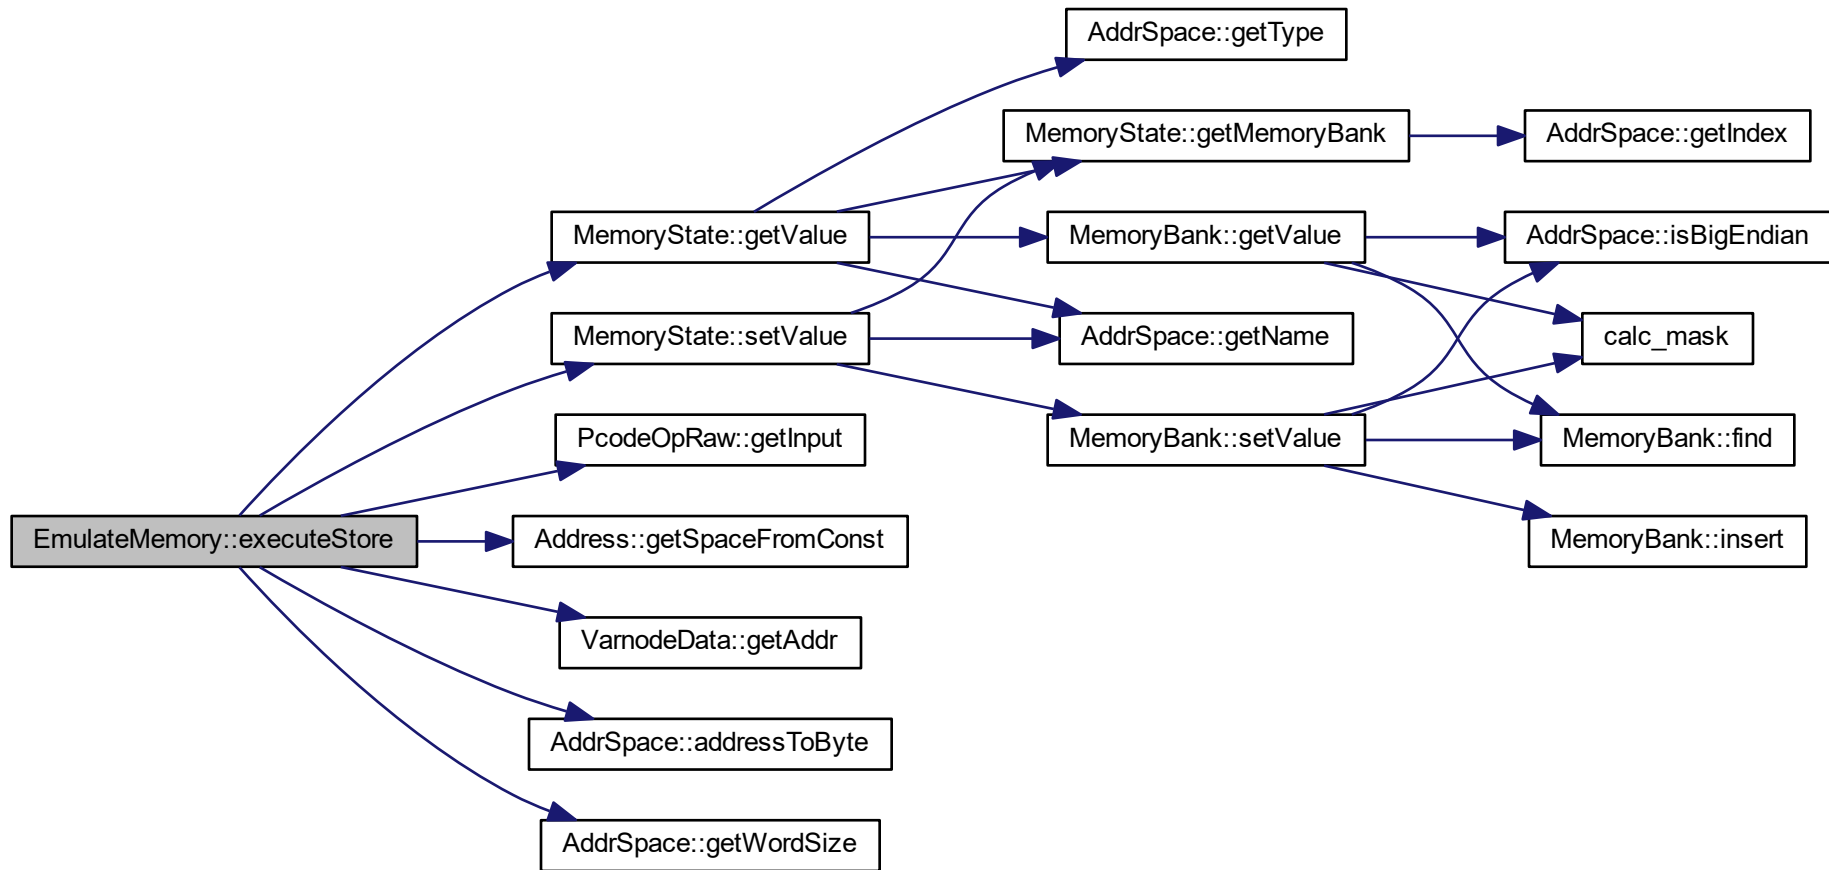 AddrSpace::getType
MemoryState::getMemoryBank
AddrSpace::getIndex
MemoryState::getValue
MemoryBank::getValue
AddrSpace::isBigEndian
MemoryState::setValue
AddrSpace::getName
calc_mask
PcodeOpRaw::getInput
MemoryBank::setValue
MemoryBank::find
EmulateMemory::executeStore
Address::getSpaceFromConst
MemoryBank::insert
VarnodeData::getAddr
AddrSpace::addressToByte
AddrSpace::getWordSize